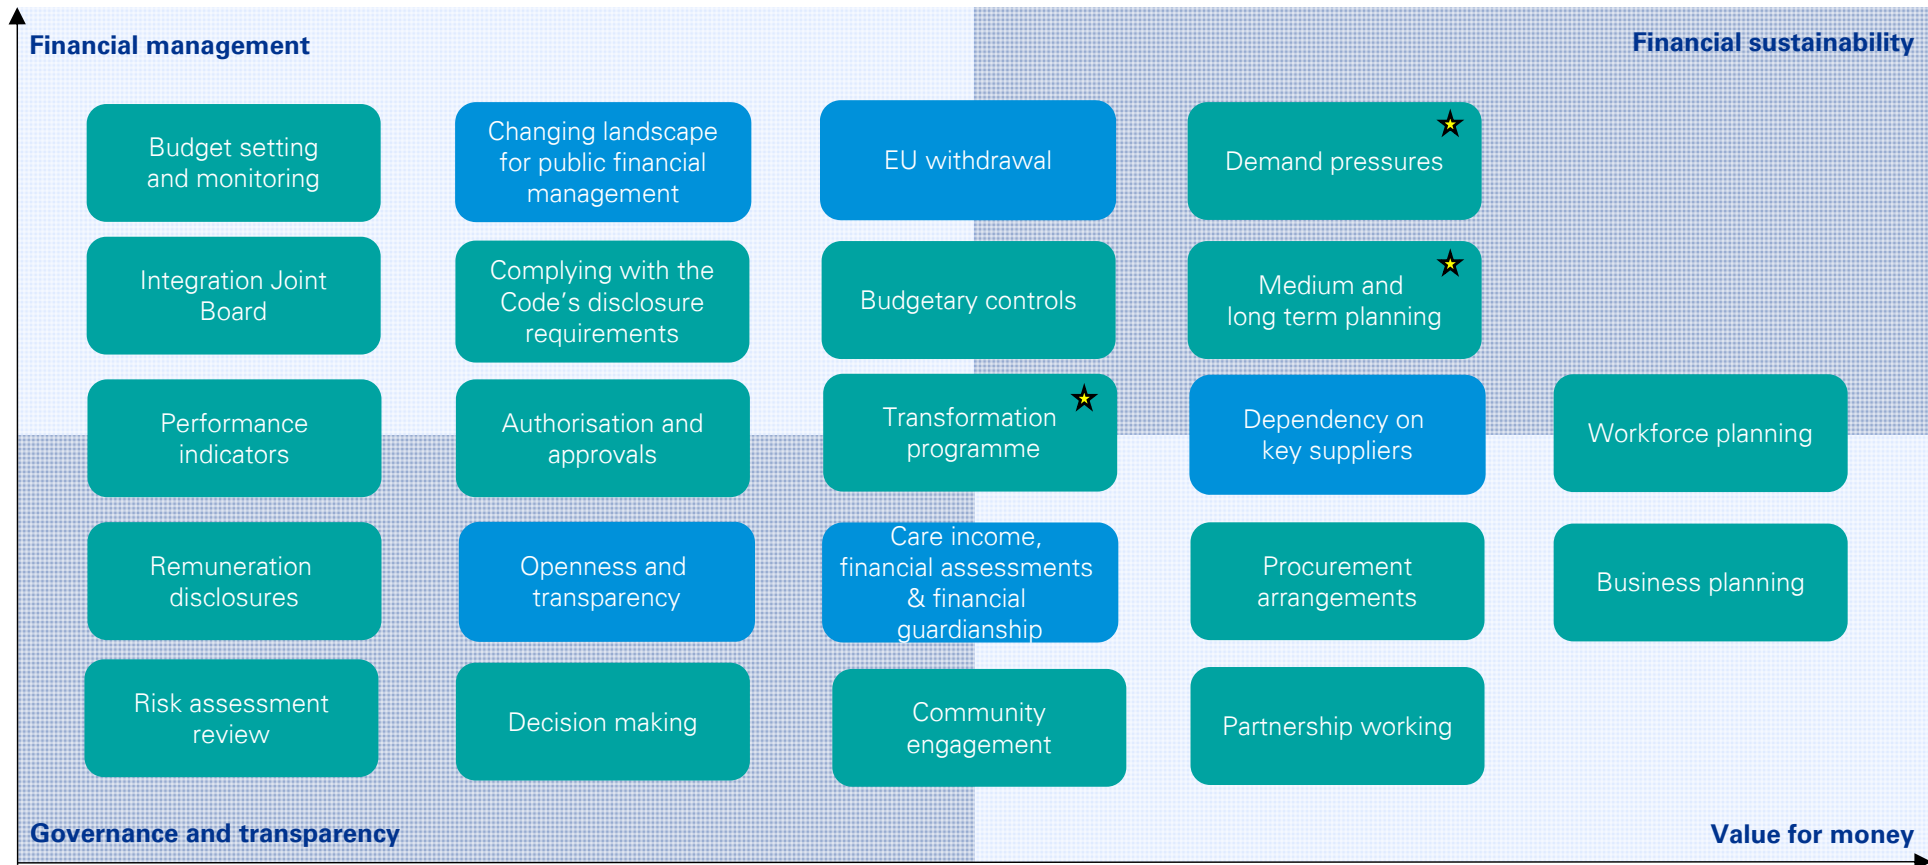 Financial management
Financial sustainability
Budget setting
and monitoring
Changing landscape
for public financial
management
EU withdrawal
Demand pressures
Integration Joint
Board
Complying with the
Code’s disclosure
requirements
Budgetary controls
Medium and
long term planning
Performance
indicators
Authorisation and
approvals
Transformation
programme
Dependency on
key suppliers
Workforce planning
Remuneration
disclosures
Openness and
transparency
Care income,
financial assessments
& financial
guardianship
Procurement
arrangements
Business planning
Risk assessment
review
Decision making
Community
engagement
Partnership working
Governance and transparency
Value for money